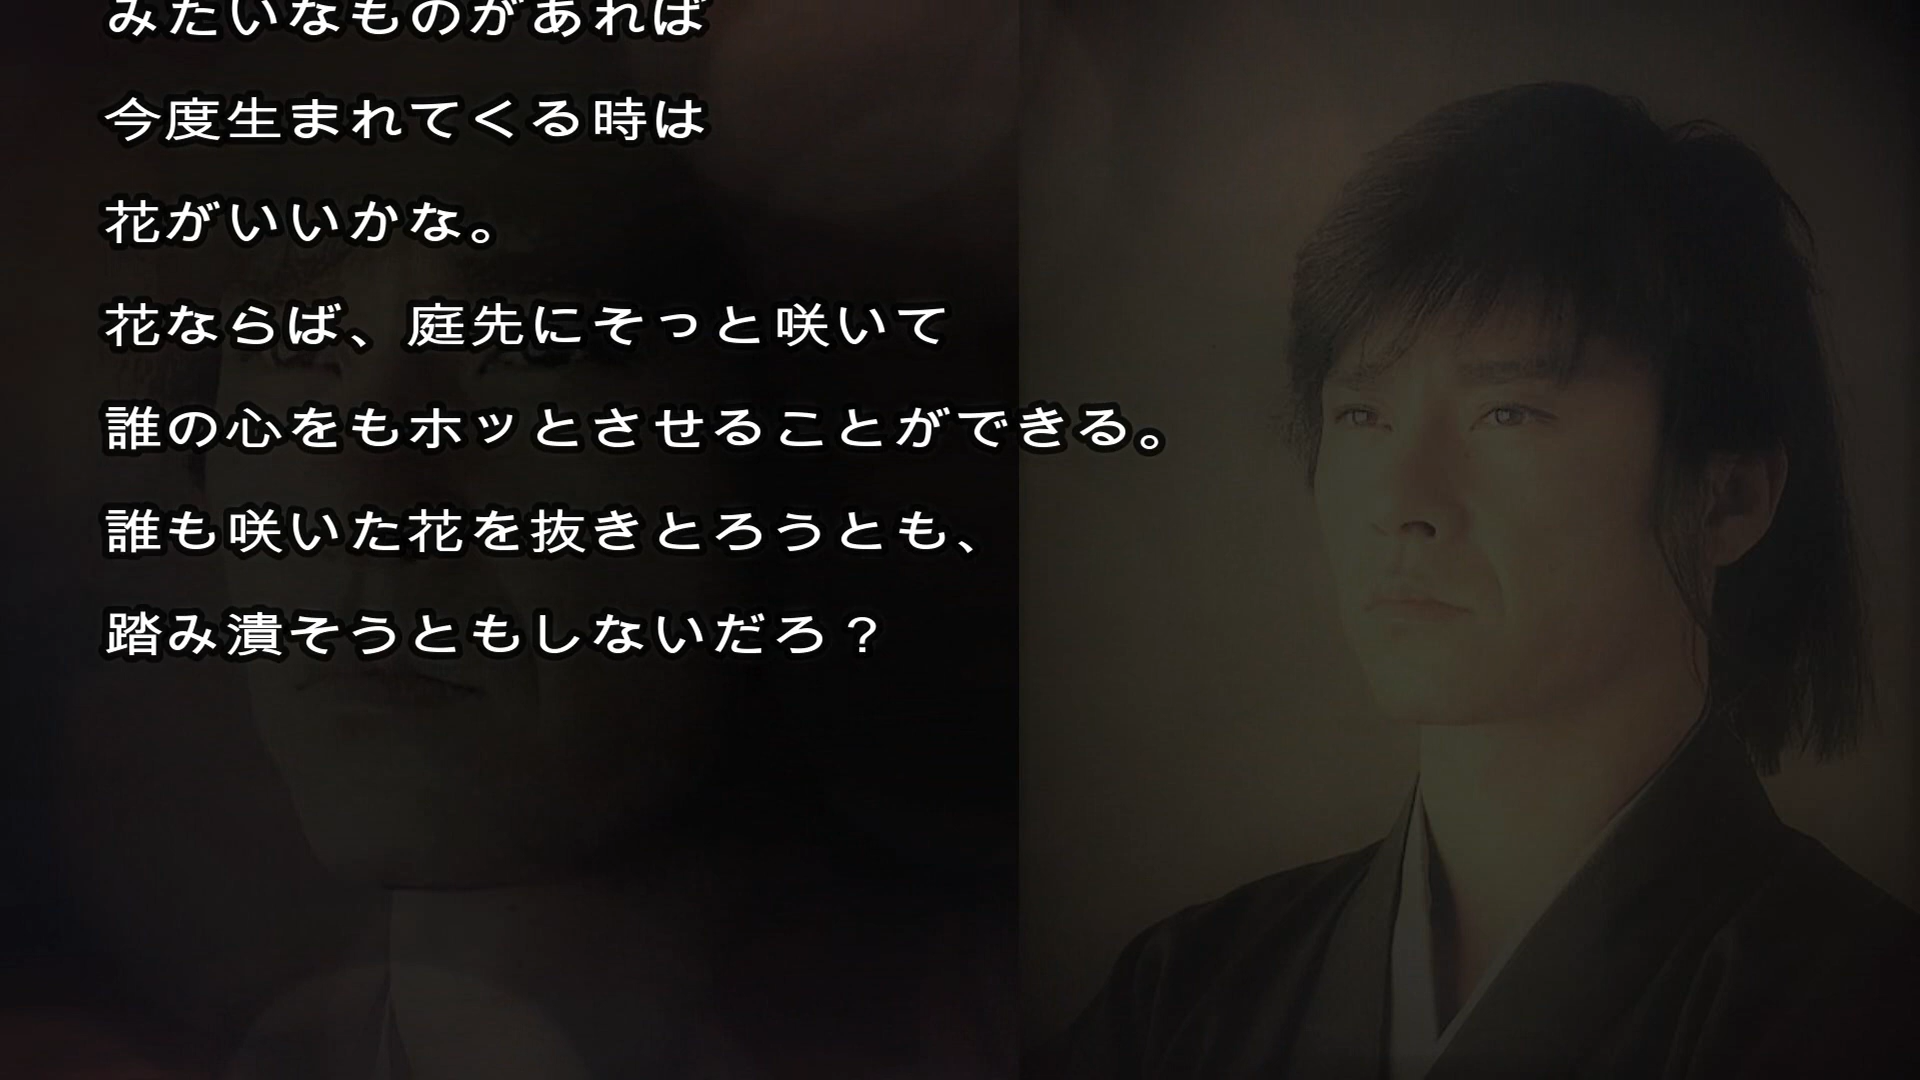 みたいなものがあれば
今度生まれてくる時は
花がいいかな。
花ならば、庭先にそっと咲いて
誰の心をもホッとさせることができる。
誰も咲いた花を抜きとろうとも、
踏み潰そうともしないだろ？